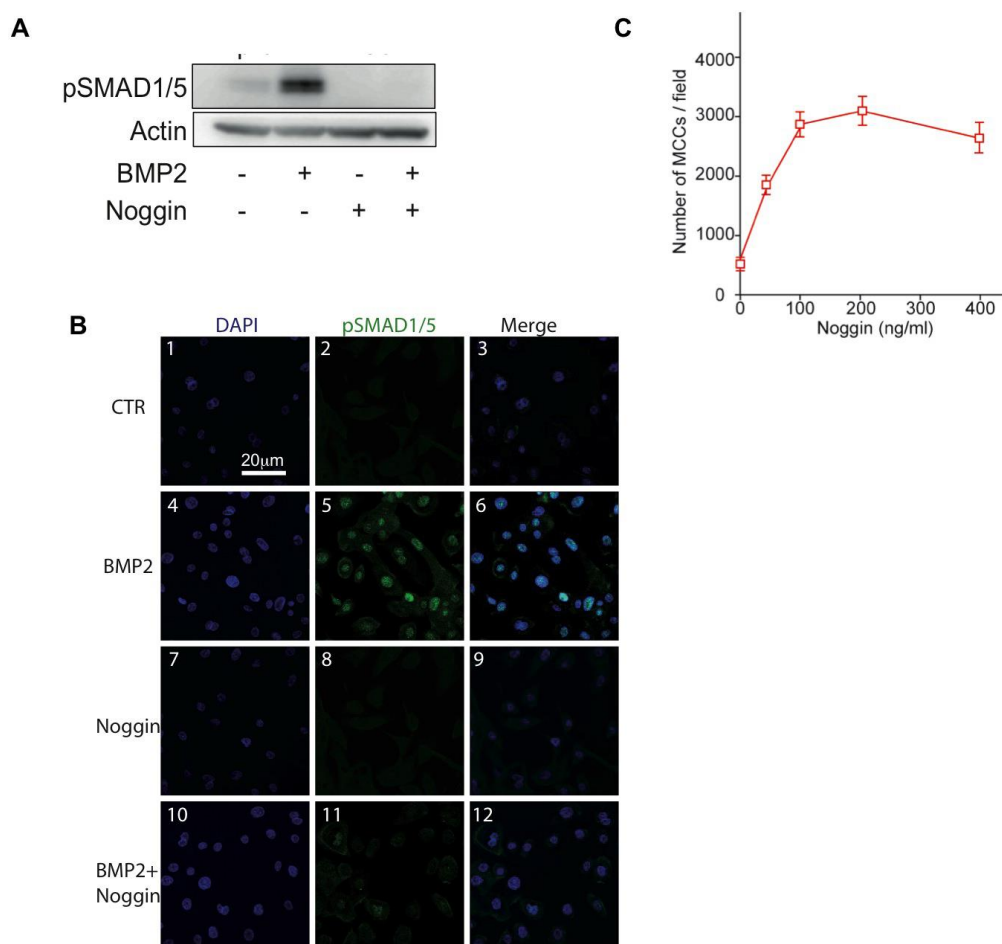 A
pSMAD1/5
Actin
BMP2 - + - +
Noggin - - + +
B
DAPI pSMAD1/5 Merge
CTR
1 2 3
20μm
BMP2
4 5 6
Noggin
7 8 9
BMP2+
Noggin
10 11 12
C
Number of MCCs / field
4000
3000
2000
1000
0
0 100 200 300 400
Noggin (ng/ml)